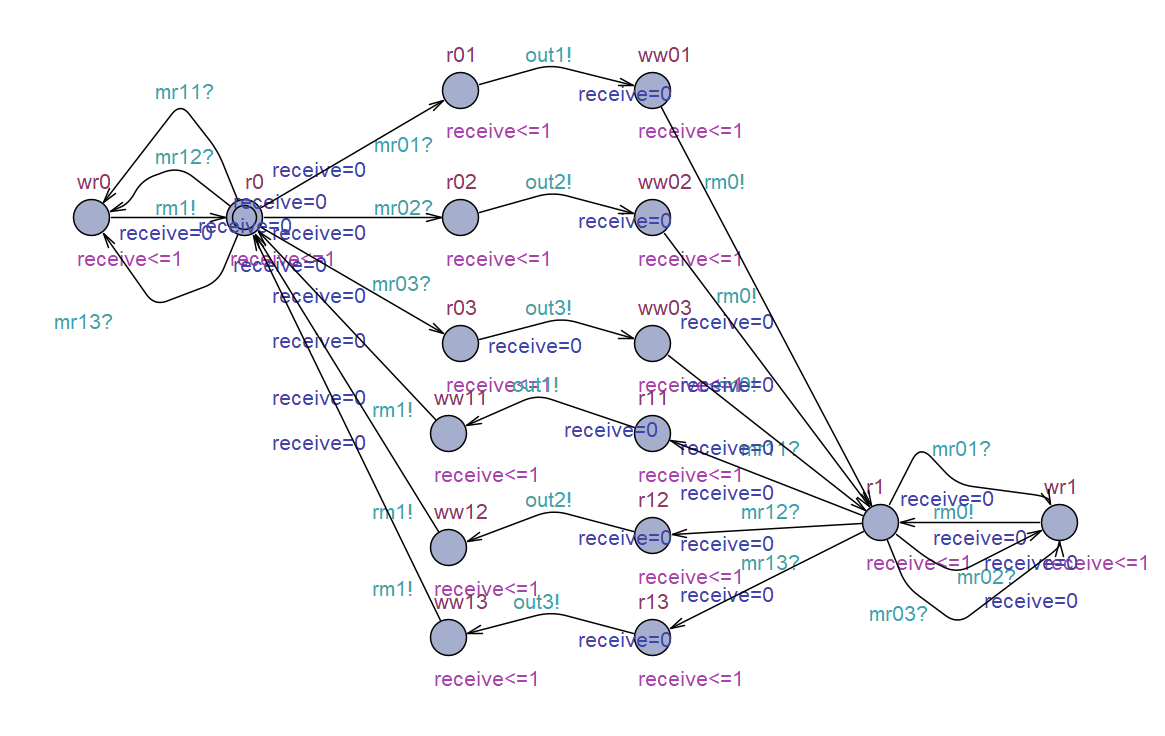 r01
out1!
ww01
mr11?
receive=0
receive<=1
receive<=1
mr01?
mr12?
receive=0
wr0
r0
r02
out2!
ww02
rm0!
receive=0
rm1!
mr02?
receive=0
receive=0
receive=0
receive=0
receive<=1
receive<=1
receive<=1
receive<=1
receive=0
mr03?
receive=0
rm0!
r03
out3!
ww03
mr13?
receive=0
receive=0
receive=0
receive<=1
out1!
receive<=1
receive=0
rm0!
receive=0
ww11
r11
rm1!
receive=0
receive=0
receive=0
mr11?
mr01?
receive<=1
receive<=1
r1
wr1
receive=0
receive=0
ww12
out2!
r12
rm1!
mr12?
rm0!
receive=0
receive=0
receive=0
mr13?
receive<=1
receive=0
receive<=1
receive<=1
receive<=1
mr02?
rm1!
ww13
out3!
r13
receive=0
receive=0
mr03?
receive=0
receive<=1
receive<=1